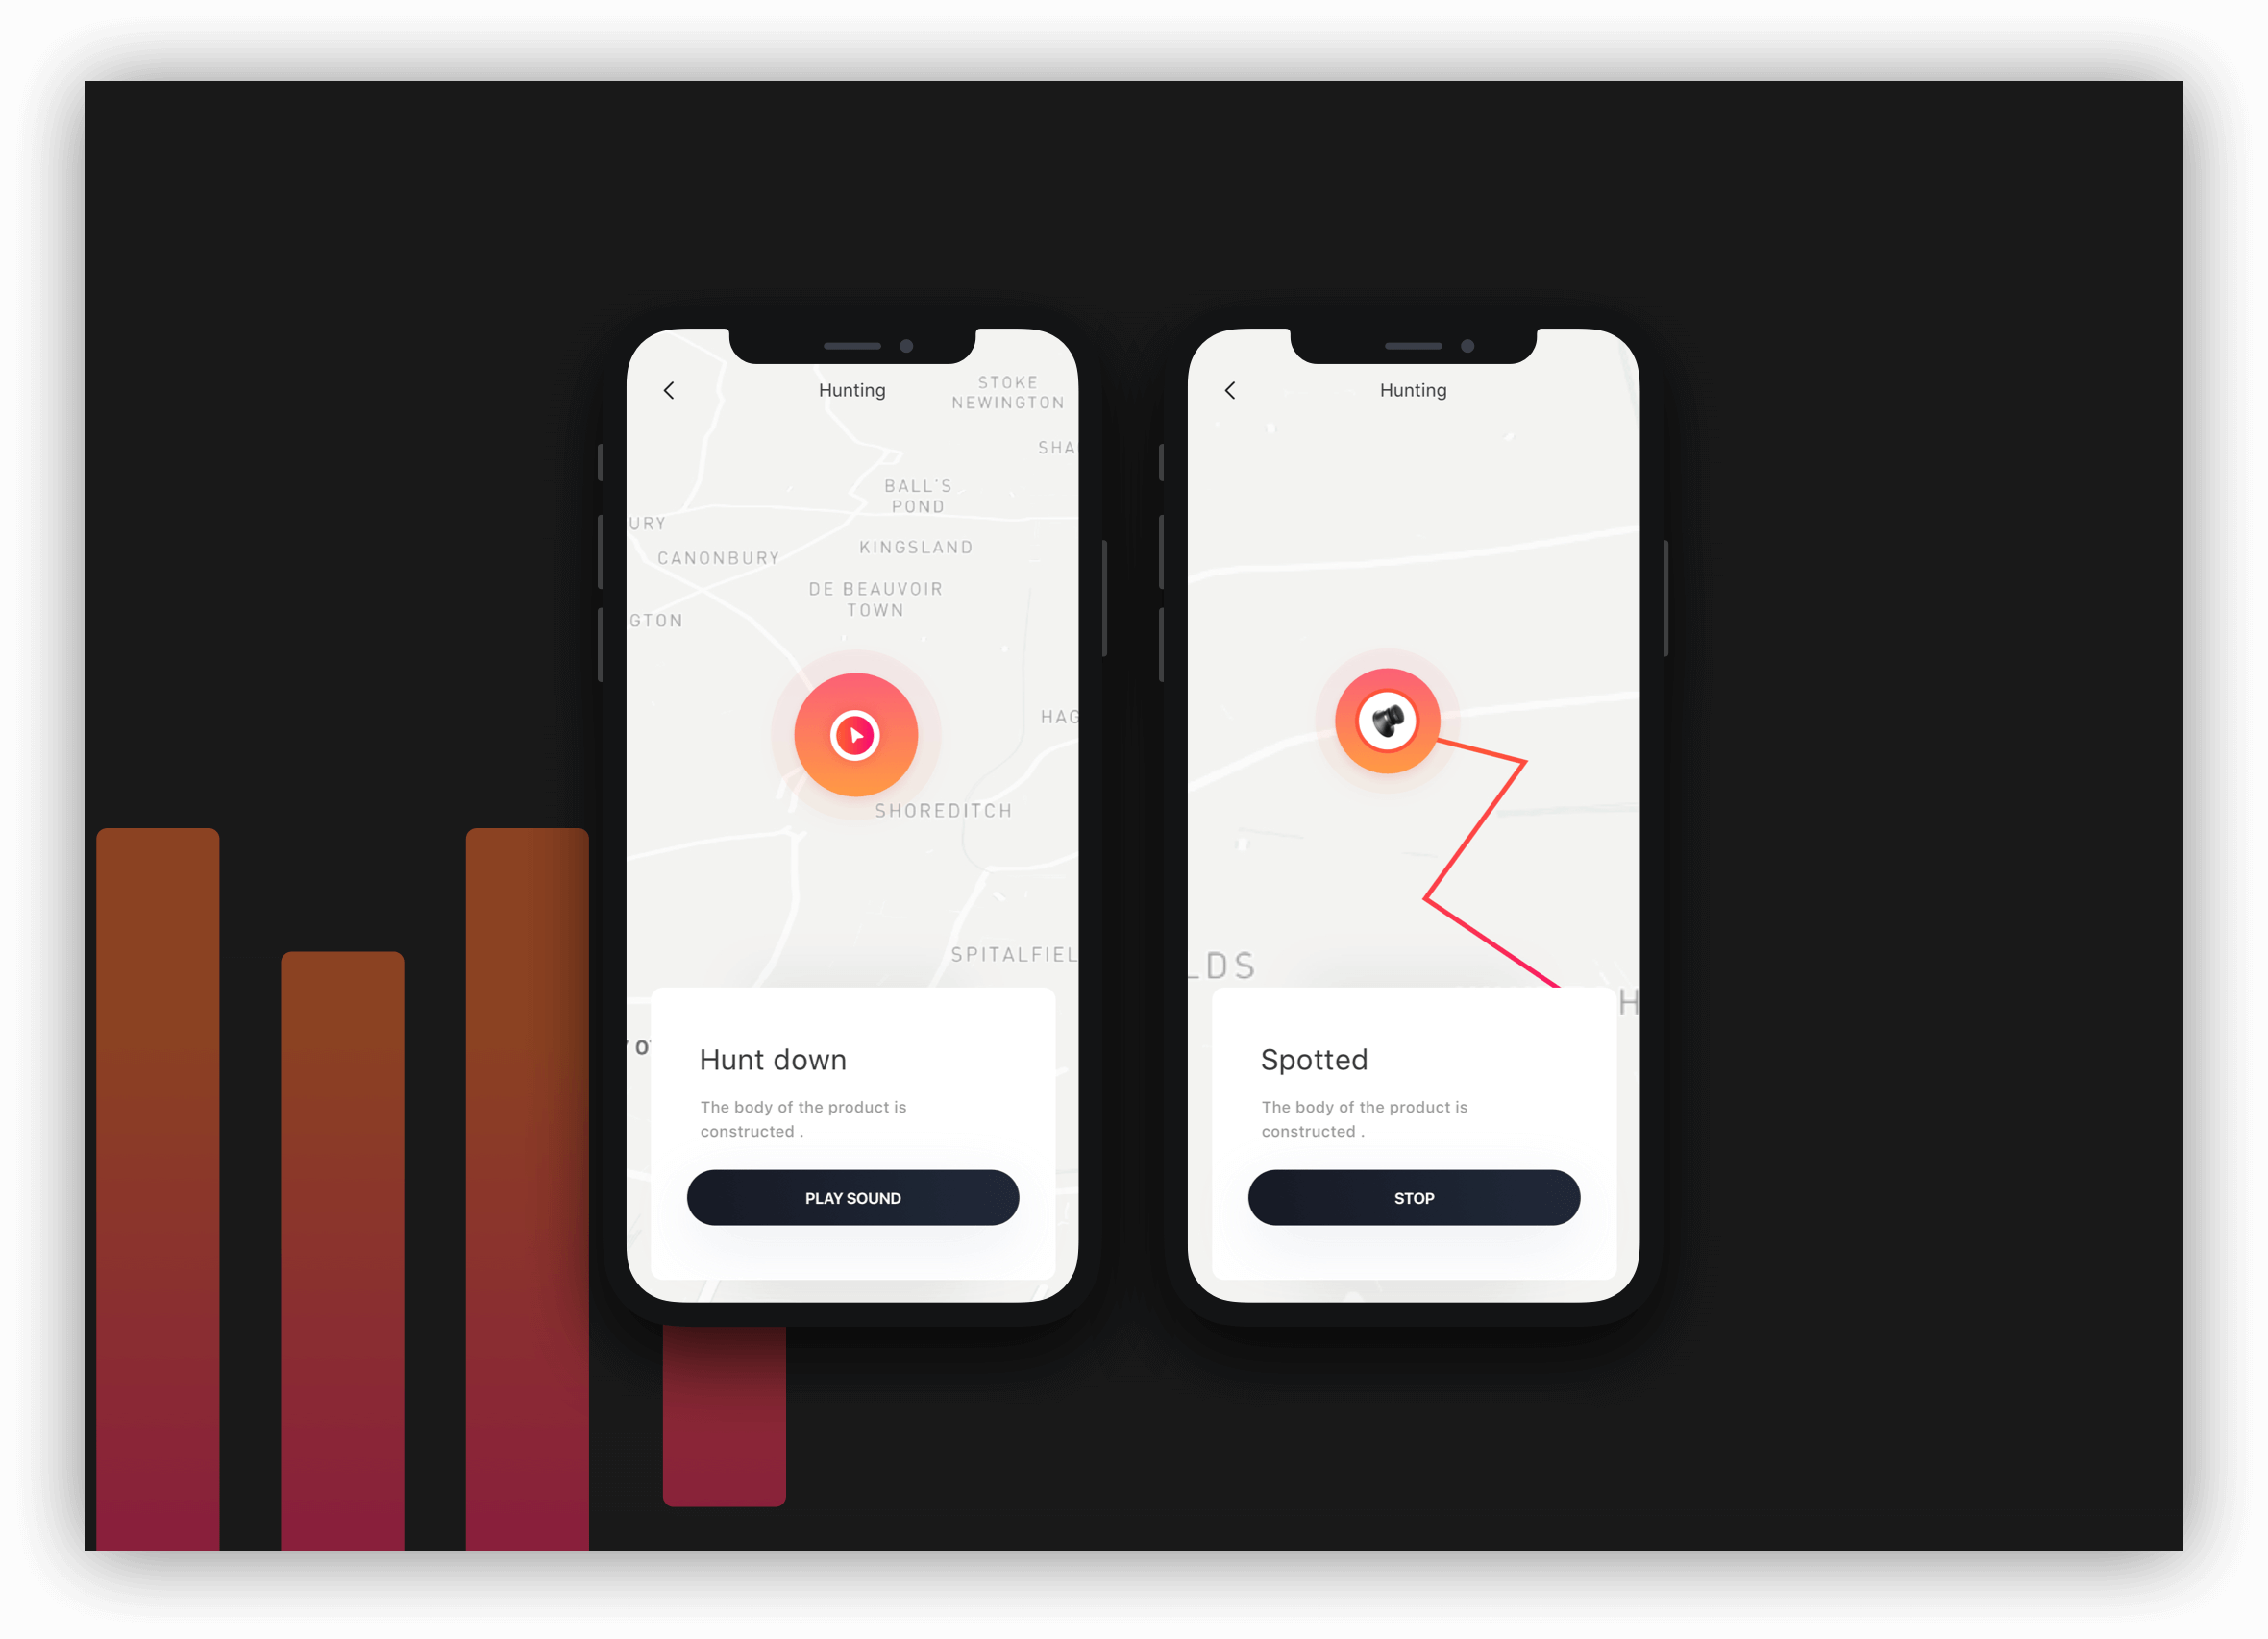 Hunting
STOKE
NEWINGTON
SHA
BALL'S
POND
URY
CANONBURY
KINGSLAND
DE BEAUVOIR
TOWN
GTON
HAG
SHOREDITCH
SPITALFIEL
Hunt down
The body of the product is
constructed .
PLAY SOUND
Hunting
LDS
H
Spotted
The body of the product is
constructed .
STOP